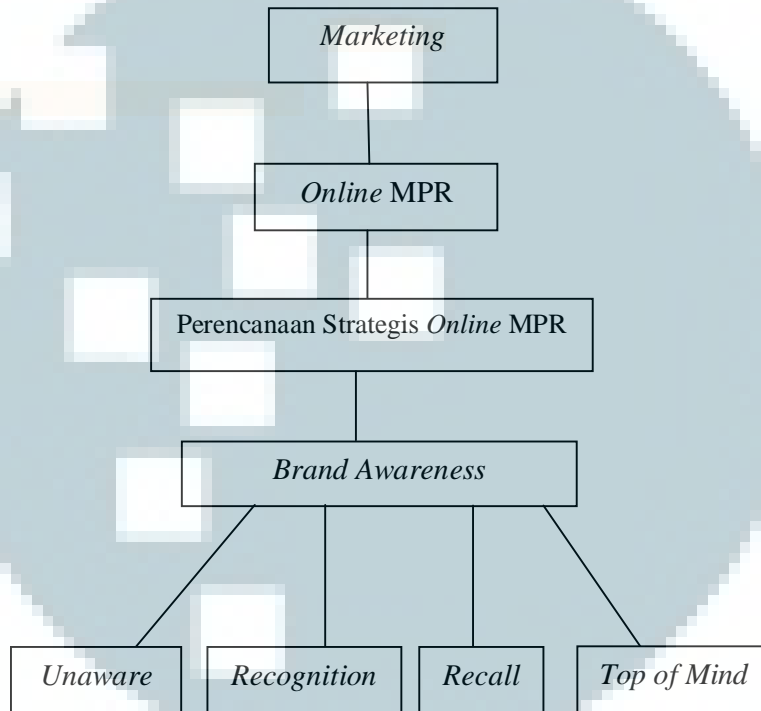 Marketing
Online MPR
Perencanaan Strategis Online MPR
Brand Awareness
Unaware Recognition Recall Top of Mind